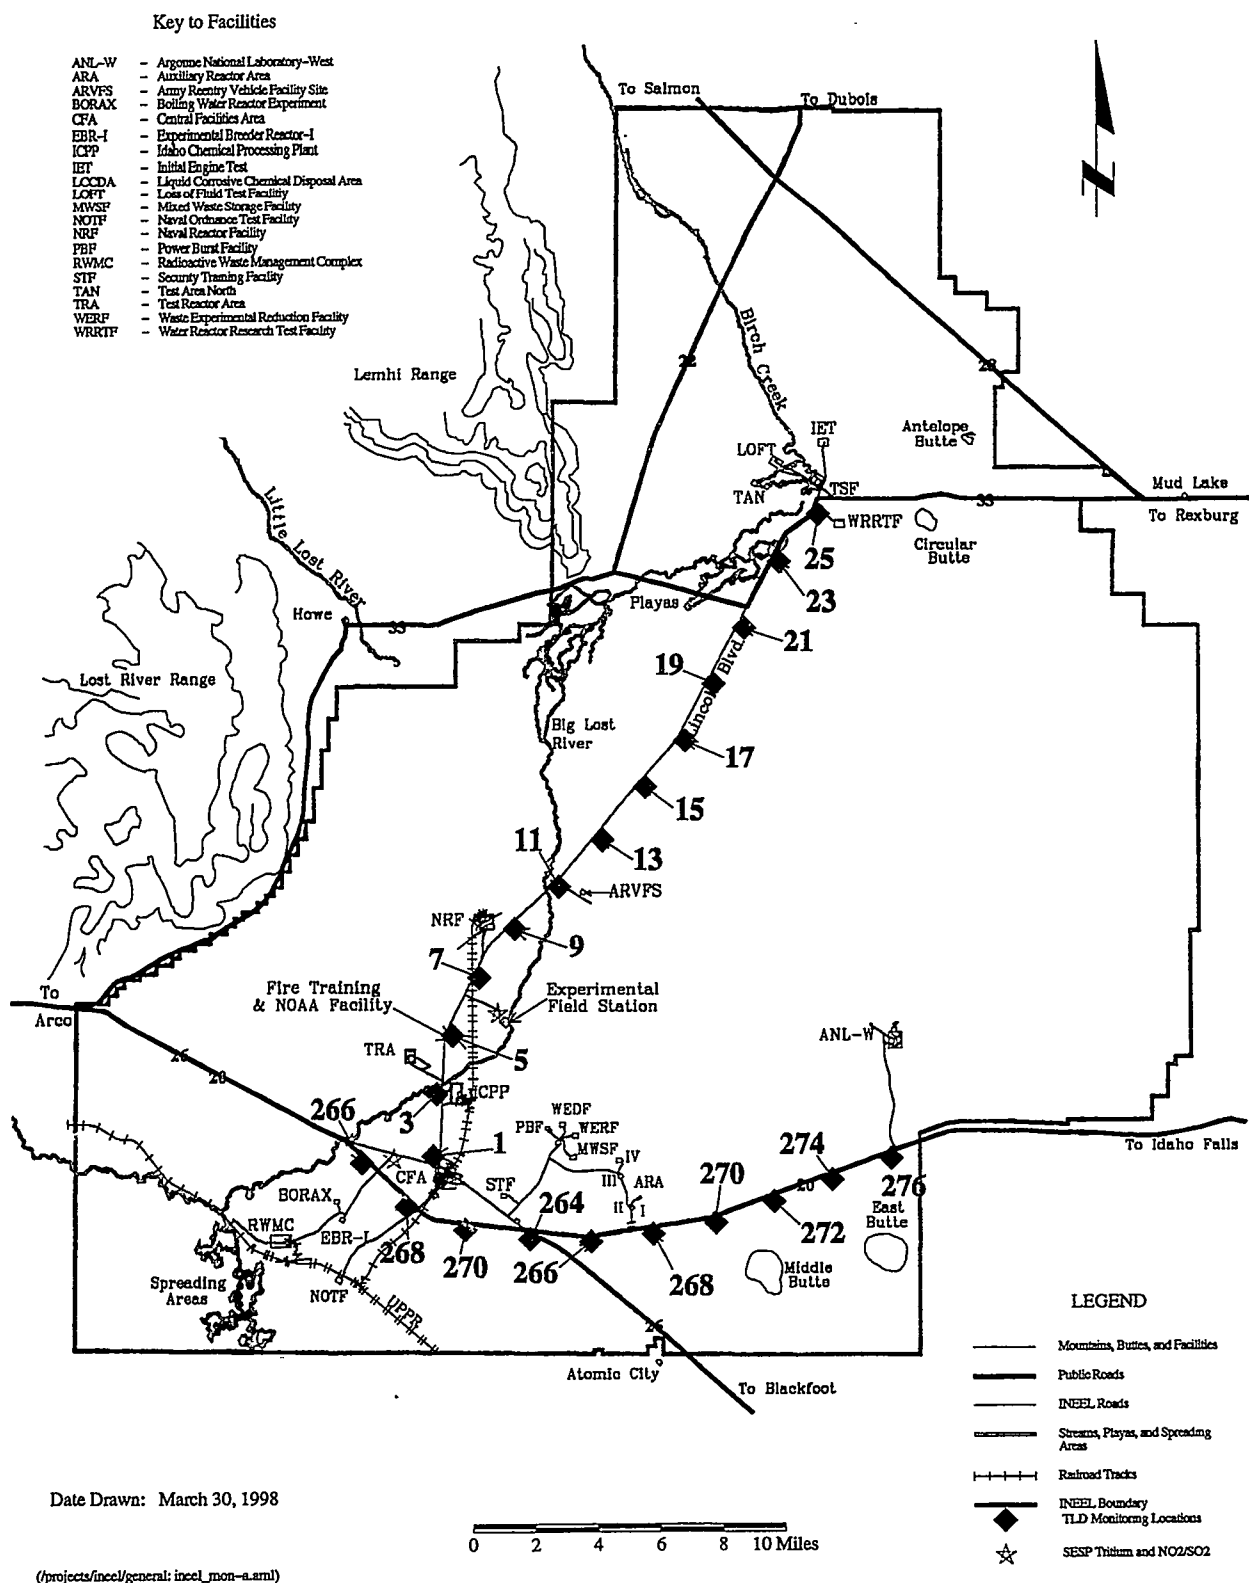 Key to Facilities
ANL-W - Argonne National Laboratory-West
ARA - Auxiliary Reactor Area
ARVFS - Army Reentry Vehicle Facility Site
BORAX - Boiling Water Reactor Experiment
CFA - Central Facilities Area
EBR-I - Experimental Breeder Reactor-I
ICPP - Idaho Chemical Processing Plant
IET - Initial Engine Test
LCCDA - Liquid Corrosive Chemical Disposal Area
LOFT - Loss of Fluid Test Facility
MWSF - Mixed Waste Storage Facility
NOTF - Naval Ordnance Test Facility
NRF - Naval Reactor Facility
PBF - Power Burst Facility
RWMC - Radioactive Waste Management Complex
STF - Security Training Facility
TAN - Test Area North
TRA - Test Reactor Area
WERF - Waste Experimental Reduction Facility
WRRTF - Water Reactor Research Test Facility
To Salmon
To Dubois
N
Birch Creek
22
28
Lemhi Range
IET
Antelope
Butte
LOFT
TAN
TSF
Mud Lake
33
To Rexburg
WRRTF
Circular
Butte
25
23
Little Lost River
Howe
33
Playas
21
Lost River Range
19
Lincoln Blvd.
Big Lost
River
17
15
13
11
ARVFS
NRF
9
7
Fire Training
& NOAA Facility
Experimental
Field Station
To
Arco
ANL-W
5
TRA
26
20
ICPP
3
266
WEDF
PBF
WERF
MWSF
IV
III
1
CFA
STF
ARA
II
I
274
To Idaho Falls
270
20
276
BORAX
264
272
East
Butte
RWMC
EBR-I
268
270
266
268
Middle
Butte
Spreading
Areas
NOTF
UPPR
26
Atomic City
To Blackfoot
LEGEND
Mountains, Buttes, and Facilities
Public Roads
INEEL Roads
Streams, Playas, and Spreading
Areas
Railroad Tracks
INEEL Boundary
TLD Monitoring Locations
SESP Tritium and NO2/SO2
Date Drawn: March 30, 1998
0 2 4 6 8 10 Miles
(/projects/ineel/general: ineel_mon-a.aml)